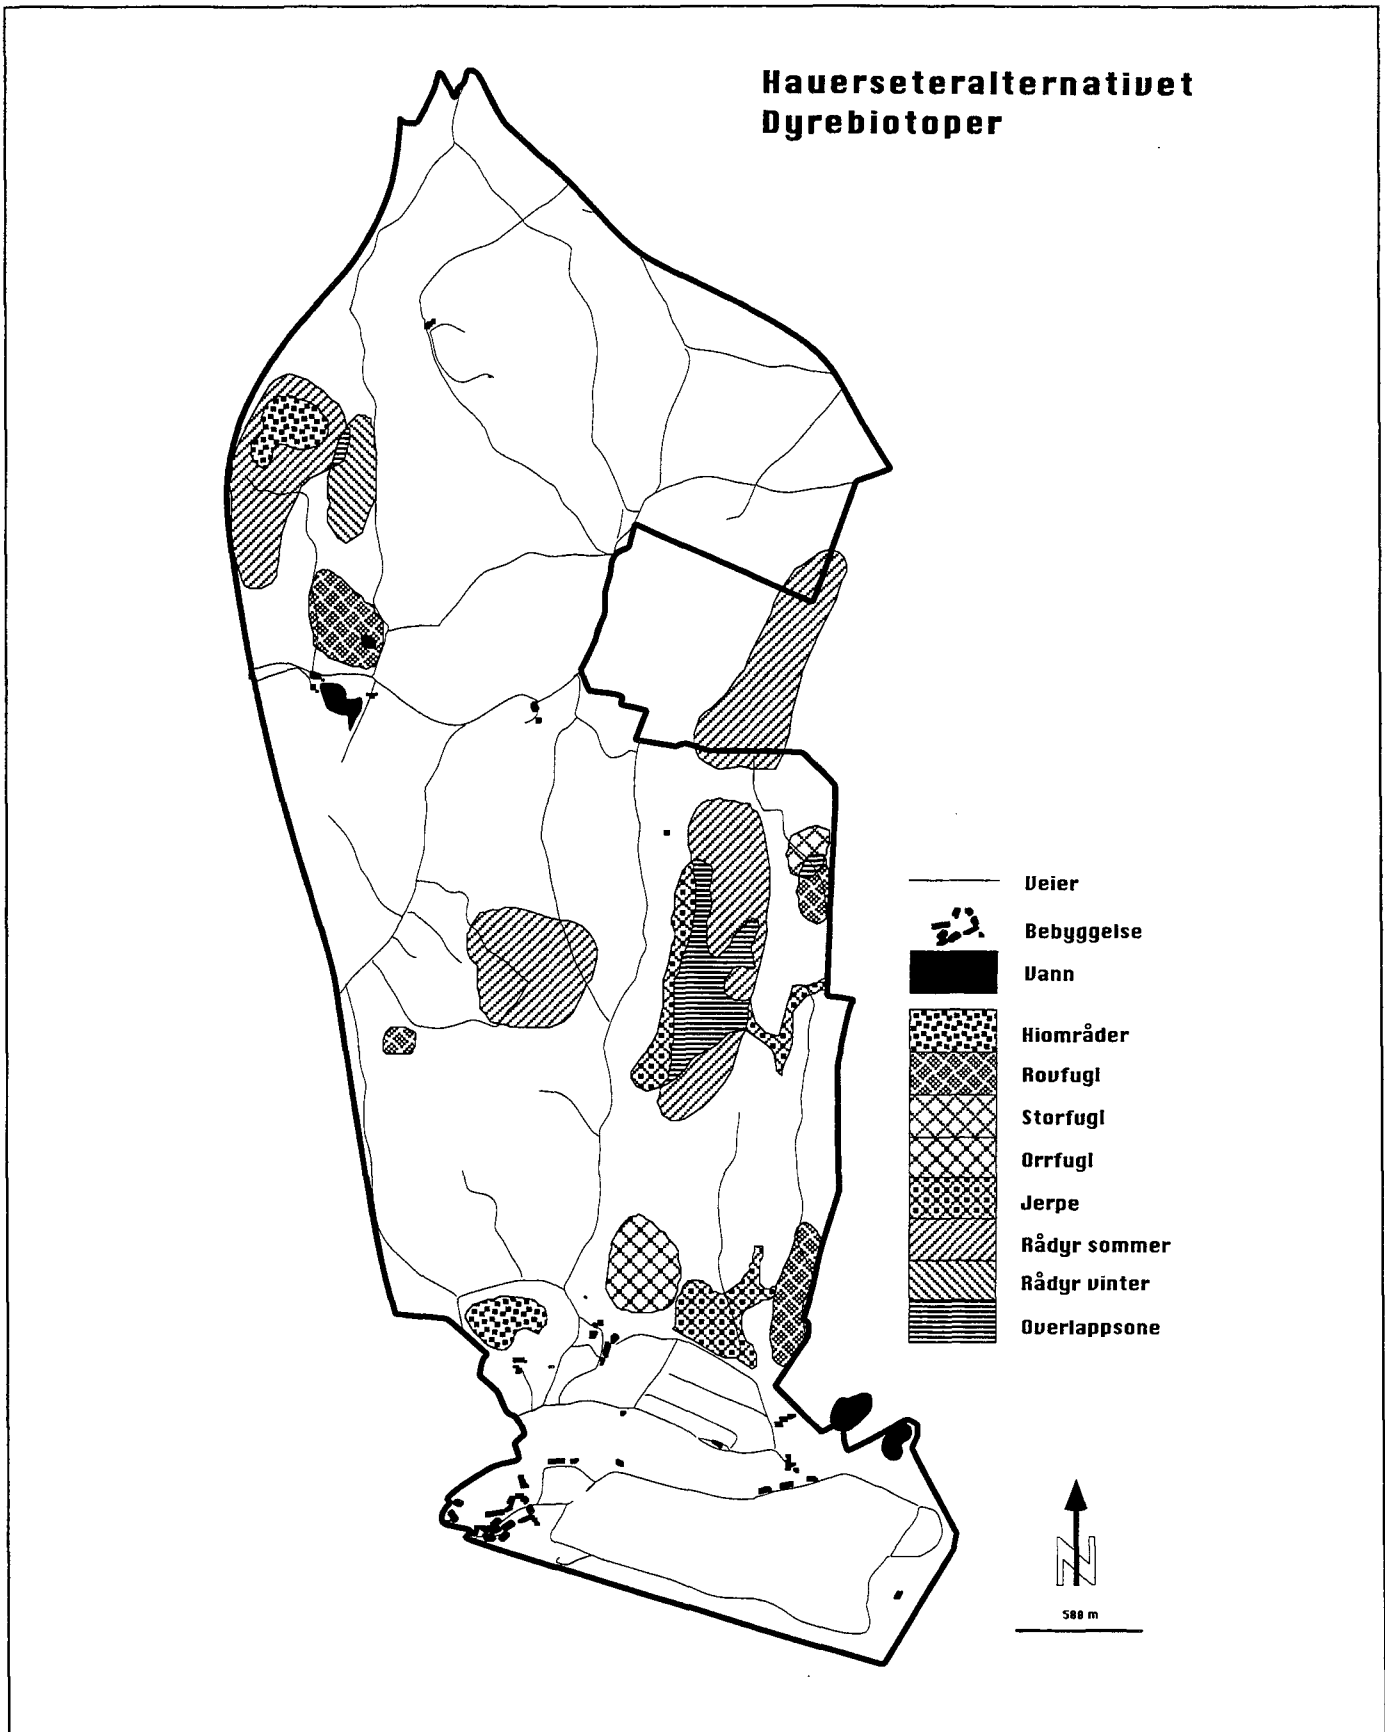 Hauerseteralternativet
Dyrebiotoper
Veier
Bebyggelse
Vann
Hiområder
Rovfugl
Storfugl
Orrfugl
Jerpe
Rådyr sommer
Rådyr vinter
Overlappsone
N
500 m